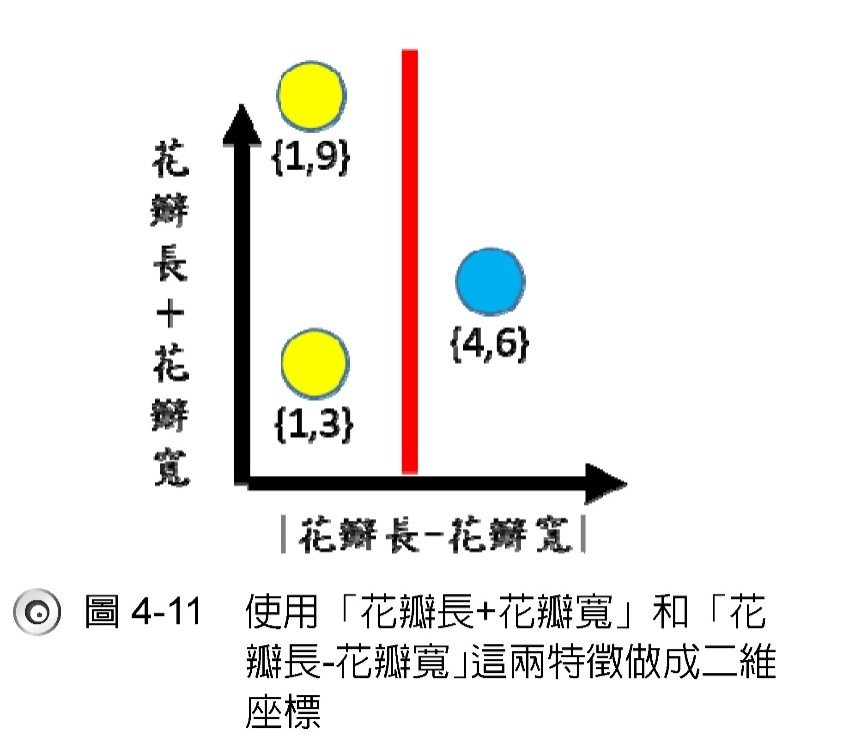 {1,9}
花瓣長+花瓣寬
{4,6}
{1,3}
|花瓣長-花瓣寬|
圖 4-11 使用「花瓣長+花瓣寬」和「花
瓣長-花瓣寬」這兩特徵做成二維
座標